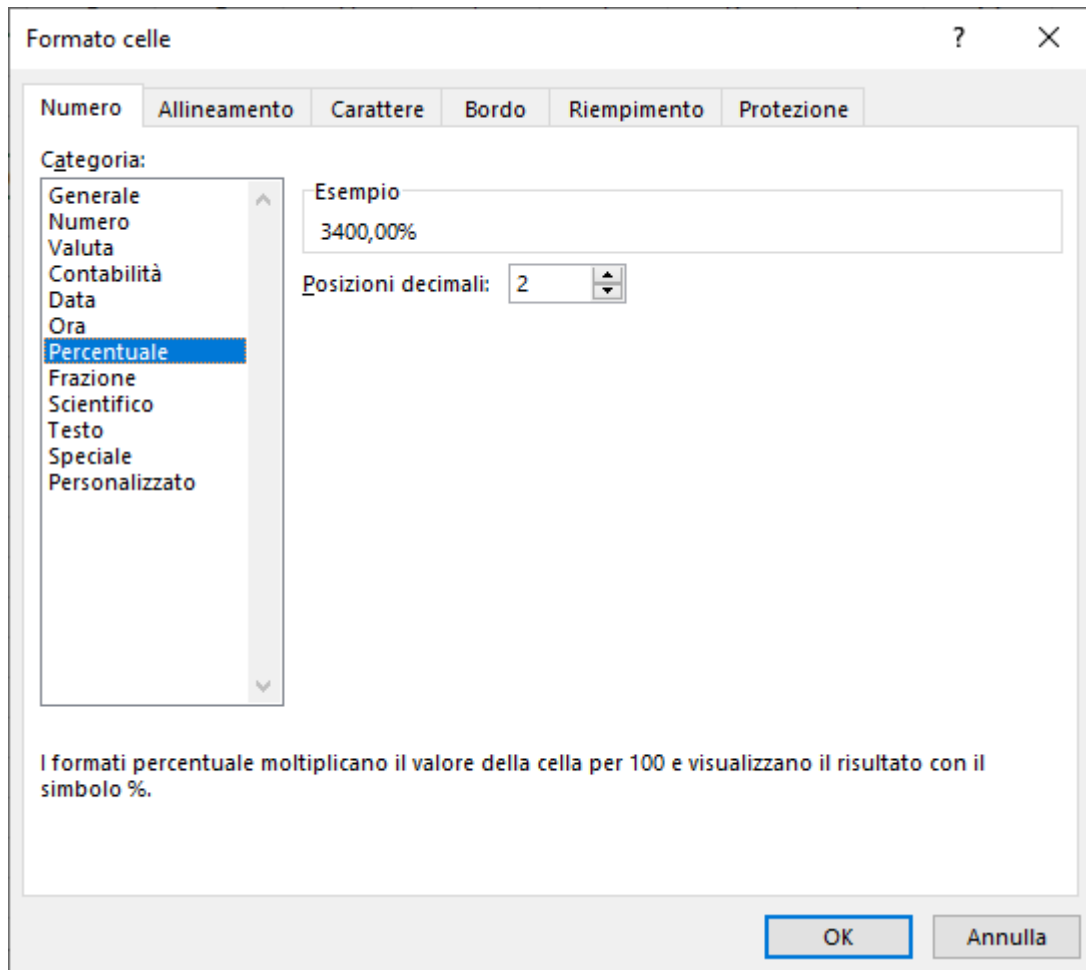 Formato celle ?
Numero Allineamento Carattere Bordo Riempimento Protezione
Categoria:
Generale
Numero
Valuta
Contabilità
Data
Ora
Percentuale
Frazione
Scientifico
Testo
Speciale
Personalizzato
Esempio
3400,00%
Posizioni decimali: 2
I formati percentuale moltiplicano il valore della cella per 100 e visualizzano il risultato con il
simbolo %.
OK Annulla